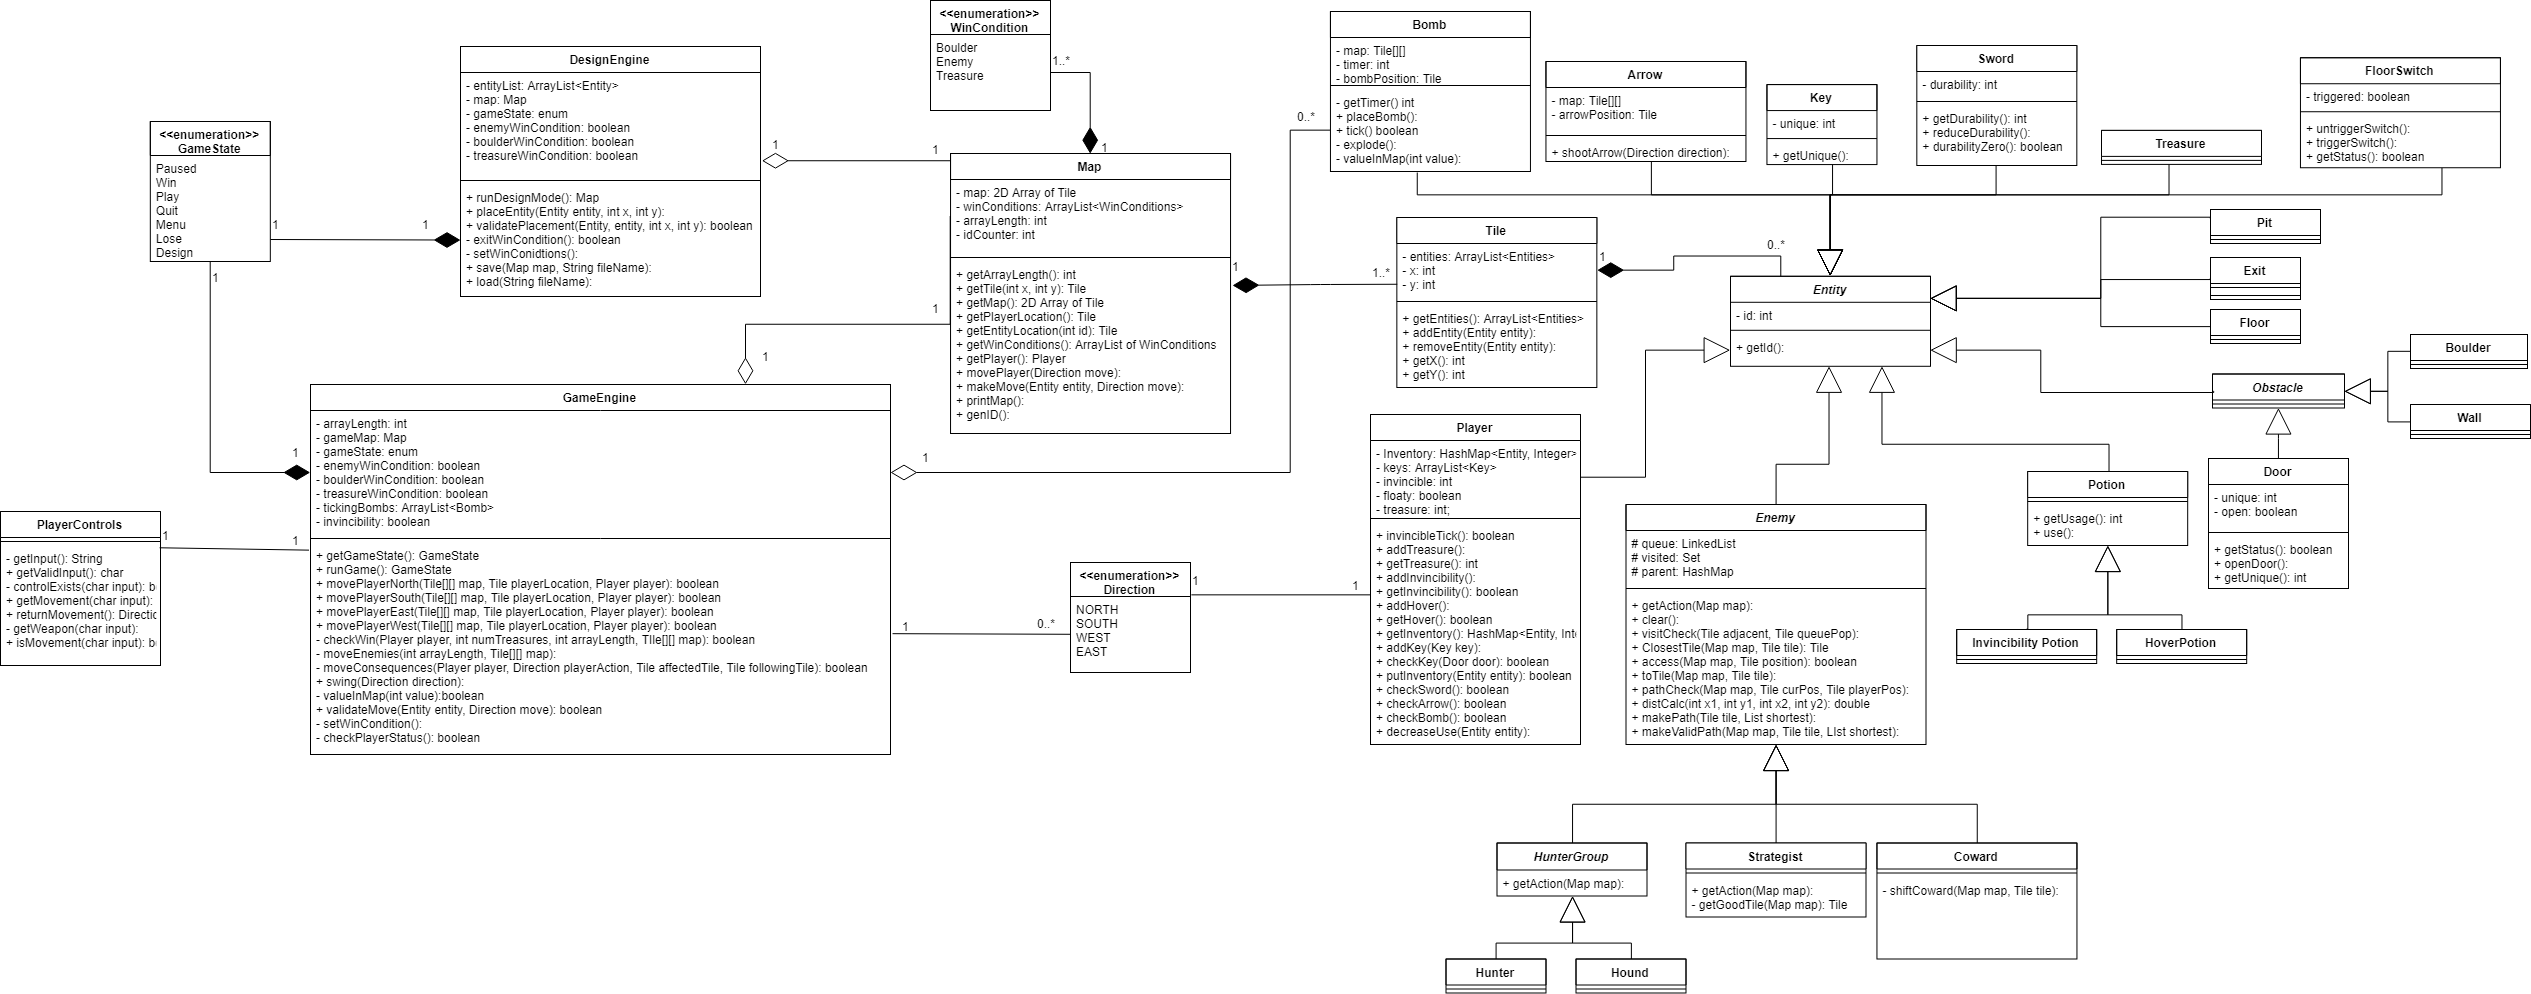 <<enumeration>>
WinCondition
Boulder
Enemy
Treasure
1..*
1
DesignEngine
- entityList: ArrayList<Entity>
- map: Map
- gameState: enum
- enemyWinCondition: boolean
- boulderWinCondition: boolean
- treasureWinCondition: boolean
+ runDesignMode(): Map
+ placeEntity(Entity entity, int x, int y):
+ validatePlacement(Entity, entity, int x, int y): boolean
- exitWinCondition(): boolean
- setWinConidtions():
+ save(Map map, String fileName):
+ load(String fileName):
1
1
<<enumeration>>
GameState
Paused
Win
Play
Quit
Menu
Lose
Design
1
1
1
1
Map
- map: 2D Array of Tile
- winConditions: ArrayList<WinConditions>
- arrayLength: int
- idCounter: int
+ getArrayLength(): int
+ getTile(int x, int y): Tile
+ getMap(): 2D Array of Tile
+ getPlayerLocation(): Tile
+ getEntityLocation(int id): Tile
+ getWinConditions(): ArrayList of WinConditions
+ getPlayer(): Player
+ movePlayer(Direction move):
+ makeMove(Entity entity, Direction move):
+ printMap():
+ genID():
1
1
1
1..*
Bomb
- map: Tile[][]
- timer: int
- bombPosition: Tile
- getTimer() int
+ placeBomb():
+ tick() boolean
- explode():
- valueInMap(int value):
0..*
1
Arrow
- map: Tile[][]
- arrowPosition: Tile
+ shootArrow(Direction direction):
Key
- unique: int
+ getUnique():
Sword
- durability: int
+ getDurability(): int
+ reduceDurability():
+ durabilityZero(): boolean
Treasure
FloorSwitch
- triggered: boolean
+ untriggerSwitch():
+ triggerSwitch():
+ getStatus(): boolean
Tile
- entities: ArrayList<Entities>
- x: int
- y: int
+ getEntities(): ArrayList<Entities>
+ addEntity(Entity entity):
+ removeEntity(Entity entity):
+ getX(): int
+ getY(): int
1
0..*
Entity
- id: int
+ getId():
Pit
Exit
Floor
Boulder
Obstacle
Wall
Door
- unique: int
- open: boolean
+ getStatus(): boolean
+ openDoor():
+ getUnique(): int
Potion
+ getUsage(): int
+ use():
Invincibility Potion
HoverPotion
GameEngine
- arrayLength: int
- gameMap: Map
- gameState: enum
- enemyWinCondition: boolean
- boulderWinCondition: boolean
- treasureWinCondition: boolean
- tickingBombs: ArrayList<Bomb>
- invincibility: boolean
+ getGameState(): GameState
+ runGame(): GameState
+ movePlayerNorth(Tile[][] map, Tile playerLocation, Player player): boolean
+ movePlayerSouth(Tile[][] map, Tile playerLocation, Player player): boolean
+ movePlayerEast(Tile[][] map, Tile playerLocation, Player player): boolean
+ movePlayerWest(Tile[][] map, Tile playerLocation, Player player): boolean
- checkWin(Player player, int numTreasures, int arrayLength, TIle[][] map): boolean
- moveEnemies(int arrayLength, Tile[][] map):
- moveConsequences(Player player, Direction playerAction, Tile affectedTile, Tile followingTile): boolean
+ swing(Direction direction):
- valueInMap(int value):boolean
+ validateMove(Entity entity, Direction move): boolean
- setWinCondition():
- checkPlayerStatus(): boolean
PlayerControls
- getInput(): String
+ getValidInput(): char
- controlExists(char input): b
+ getMovement(char input):
+ returnMovement(): Directic
- getWeapon(char input):
+ isMovement(char input): b
1
1
1
0..*
<<enumeration>>
Direction
NORTH
SOUTH
WEST
EAST
1
1
Player
- Inventory: HashMap<Entity, Integer>
- keys: ArrayList<Key>
- invincible: int
- floaty: boolean
- treasure: int;
+ invincibleTick(): boolean
+ addTreasure():
+ getTreasure(): int
+ addInvincibility():
+ getInvincibility(): boolean
+ addHover():
+ getHover(): boolean
+ getInventory(): HashMap<Entity, Int
+ addKey(Key key):
+ checkKey(Door door): boolean
+ putInventory(Entity entity): boolean
+ checkSword(): boolean
+ checkArrow(): boolean
+ checkBomb(): boolean
+ decreaseUse(Entity entity):
Enemy
# queue: LinkedList
# visited: Set
# parent: HashMap
+ getAction(Map map):
+ clear():
+ visitCheck(Tile adjacent, Tile queuePop):
+ ClosestTile(Map map, Tile tile): Tile
+ access(Map map, Tile position): boolean
+ toTile(Map map, Tile tile):
+ pathCheck(Map map, Tile curPos, Tile playerPos):
+ distCalc(int x1, int y1, int x2, int y2): double
+ makePath(Tile tile, List shortest):
+ makeValidPath(Map map, Tile tile, LIst shortest):
HunterGroup
+ getAction(Map map):
Strategist
+ getAction(Map map):
- getGoodTile(Map map): Tile
Coward
- shiftCoward(Map map, Tile tile):
Hunter
Hound